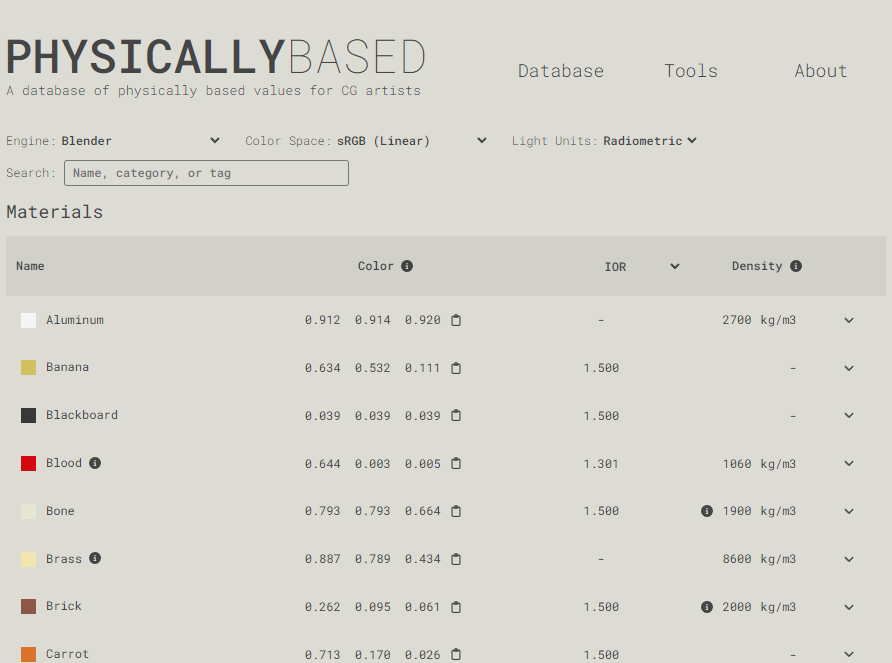 PHYSICALLYBASED
A database of physically based values for CG artists
Database Tools About
Engine: Blender Color Space: sRGB (Linear) Light Units: Radiometric
Search: Name, category, or tag
Materials
Name Color IOR Density
Aluminum 0.912 0.914 0.920 - 2700 kg/m3
Banana 0.634 0.532 0.111 1.500 -
Blackboard 0.039 0.039 0.039 1.500 -
Blood 0.644 0.003 0.005 1.301 1060 kg/m3
Bone 0.793 0.793 0.664 1.500 1900 kg/m3
Brass 0.887 0.789 0.434 - 8600 kg/m3
Brick 0.262 0.095 0.061 1.500 2000 kg/m3
Carrot 0.713 0.170 0.026 1.500 -